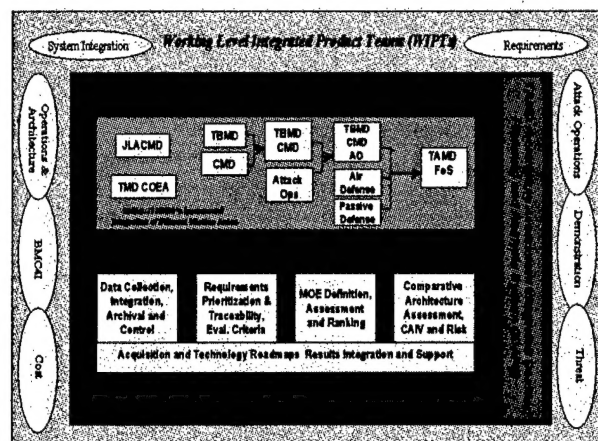 System Integration
Working Level Integrated Product Teams (WIPTs)
Requirements
Operations &
Architecture
BMC4I
Cost
Attack Operations
Demonstration
Threat
JLACMD
TMD COEA
TBMD
CMD
TBMD
CMD
Attack
Ops
TBMD
CMD
AO
Air
Defense
Passive
Defense
TAMD
FoS
Data Collection,
Integration,
Archival and
Control
Requirements
Prioritization &
Traceability,
Eval. Criteria
MOE Definition,
Assessment
and Ranking
Comparative
Architecture
Assessment,
CAIV and Risk
Acquisition and Technology Roadmaps Results Integration and Support